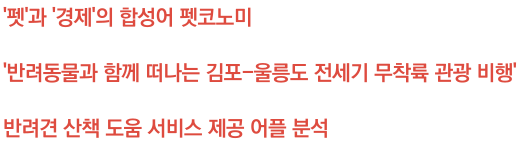 '펫'과 '경제'의 합성어 펫코노미
'반려동물과 함께 떠나는 김포-울릉도 전세기 무착륙 관광 비행'
반려견 산책 도움 서비스 제공 어플 분석